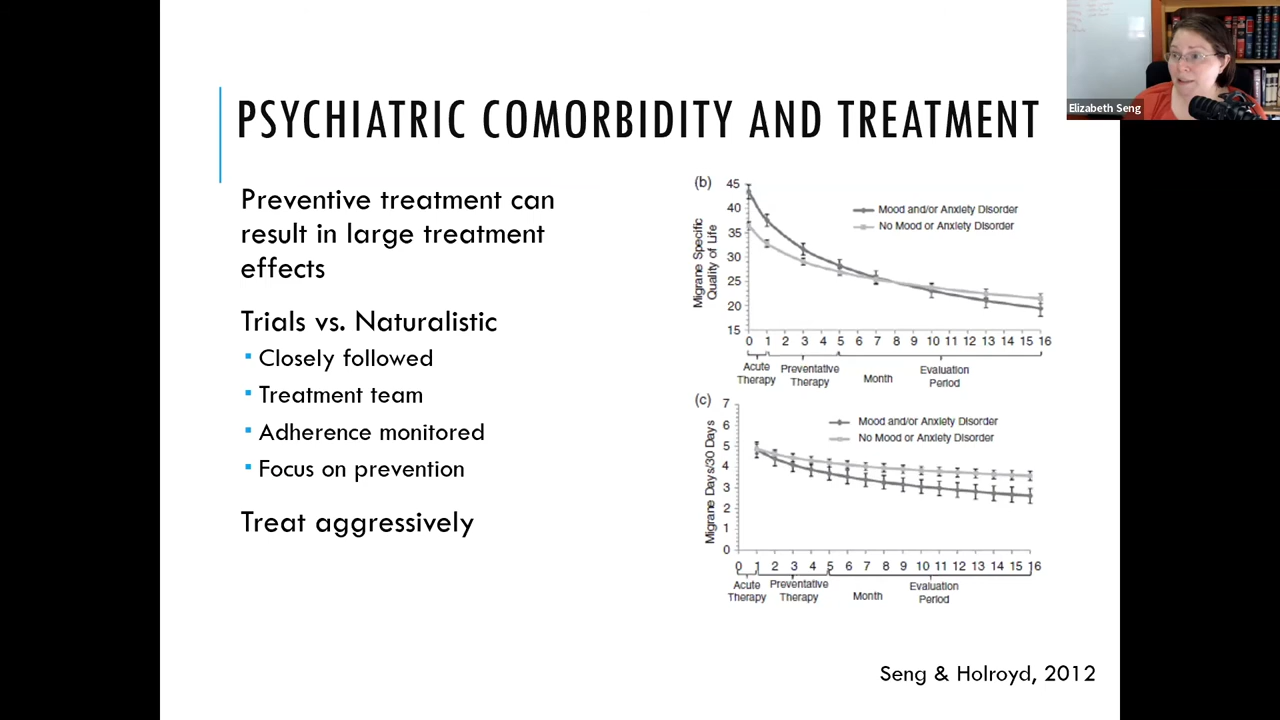 Elizabeth Seng
PSYCHIATRIC COMORBIDITY AND TREATMENT
Preventive treatment can
result in large treatment
effects
Trials vs. Naturalistic
Closely followed
Treatment team
Adherence monitored
Focus on prevention
Treat aggressively
(b)
Migrane Specific
Quality of Life
45
40
35
30
25
20
15
Mood and/or Anxiety Disorder
No Mood or Anxiety Disorder
0 1 2 3 4 5 6 7 8 9 10 11 12 13 14 15 16
Acute
Therapy
Preventative
Therapy
Month
Evaluation
Period
(c)
Migrane Days/30 Days
7
6
5
4
3
2
1
0
Mood and/or Anxiety Disorder
No Mood or Anxiety Disorder
0 1 2 3 4 5 6 7 8 9 10 11 12 13 14 15 16
Acute
Therapy
Preventative
Therapy
Month
Evaluation
Period
Seng & Holroyd, 2012